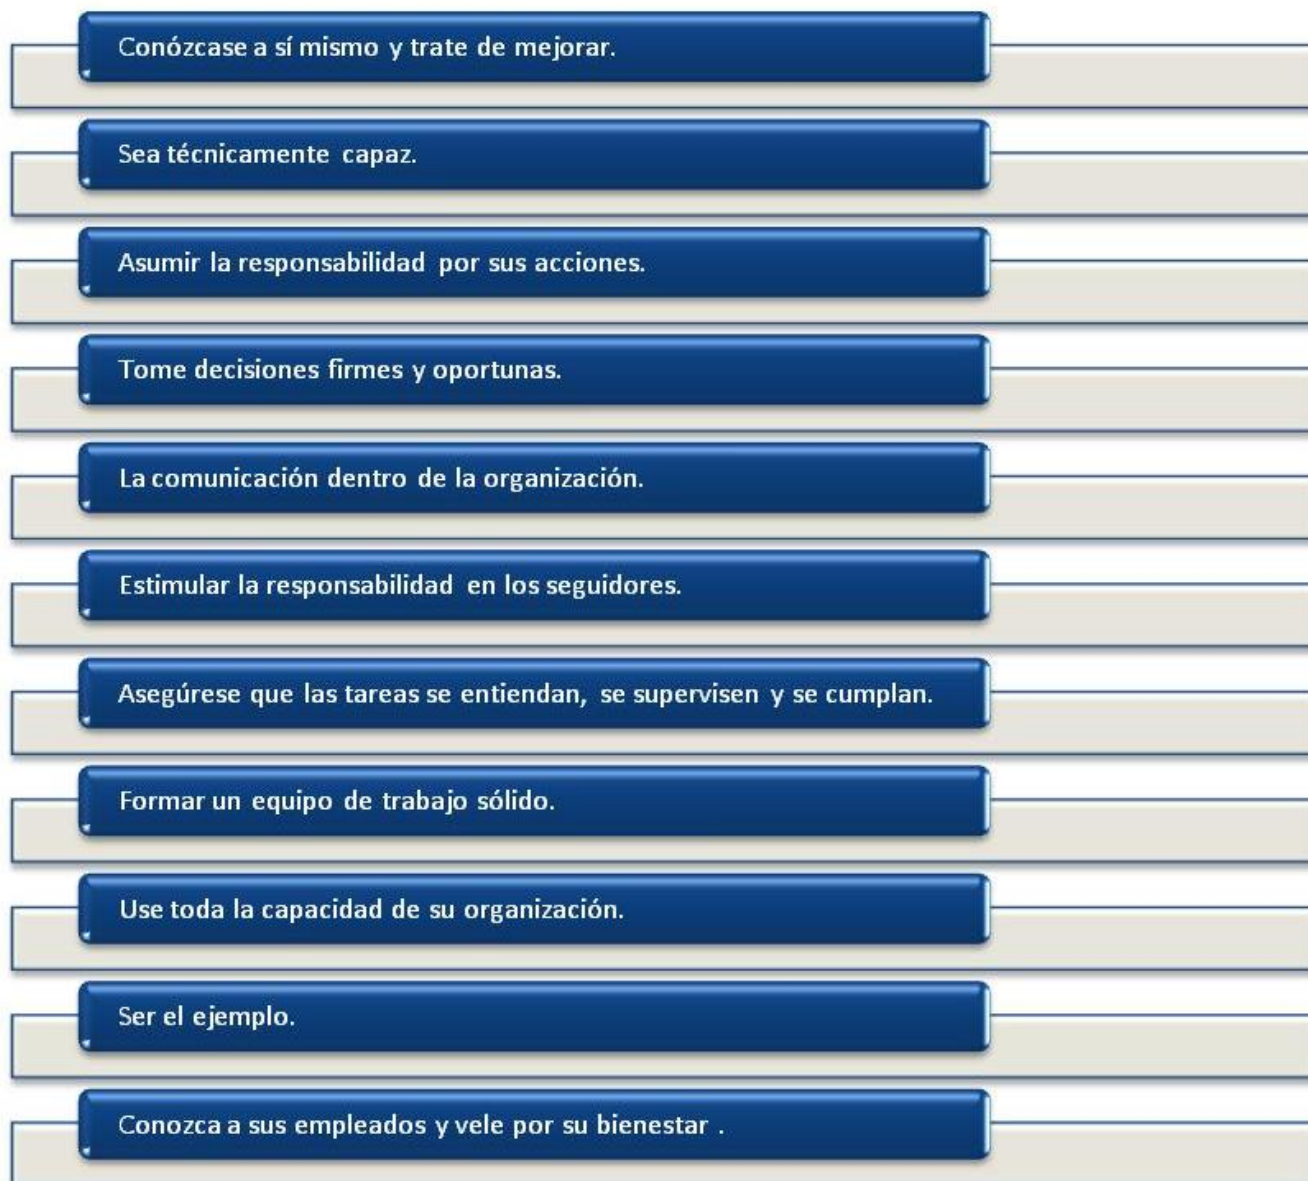 Conózcase a sí mismo y trate de mejorar.
Sea técnicamente capaz.
Asumir la responsabilidad por sus acciones.
Tome decisiones firmes y oportunas.
La comunicación dentro de la organización.
Estimular la responsabilidad en los seguidores.
Asegúrese que las tareas se entiendan, se supervisen y se cumplan.
Formar un equipo de trabajo sólido.
Use toda la capacidad de su organización.
Ser el ejemplo.
Conozca a sus empleados y vele por su bienestar .